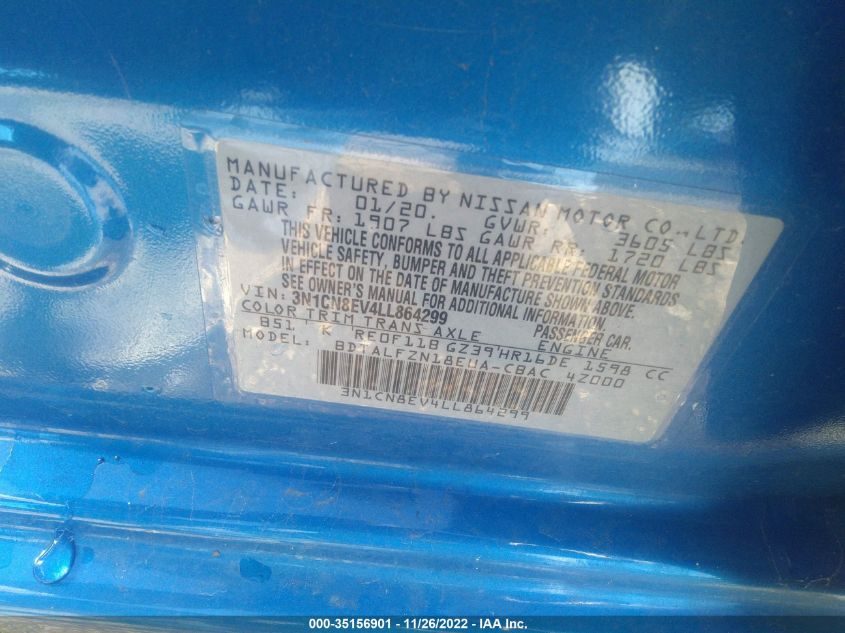 MANUFACTURED BY NISSAN MOTOR CO.,LTD.
DATE: 01/20. GVWR: 3605 LBS
GAWR FR: 1907 LBS GAWR RR: 1720 LBS
THIS VEHICLE CONFORMS TO ALL APPLICABLE FEDERAL MOTOR
VEHICLE SAFETY, BUMPER AND THEFT PREVENTION STANDARDS
IN EFFECT ON THE DATE OF MANUFACTURE SHOWN ABOVE.
SEE OWNER'S MANUAL FOR ADDITIONAL INFORMATION.
VIN: 3N1CN8EV4LL864299 PASSENGER CAR.
COLOR TRIM TRANS AXLE ENGINE
B51 K RE0F11B GZ39 HR16DE 1598 CC
MODEL: BDTALFZN18EUA-CBAC 4Z000
3N1CN8EV4LL864299
000-35156901 - 11/26/2022 - IAA Inc.